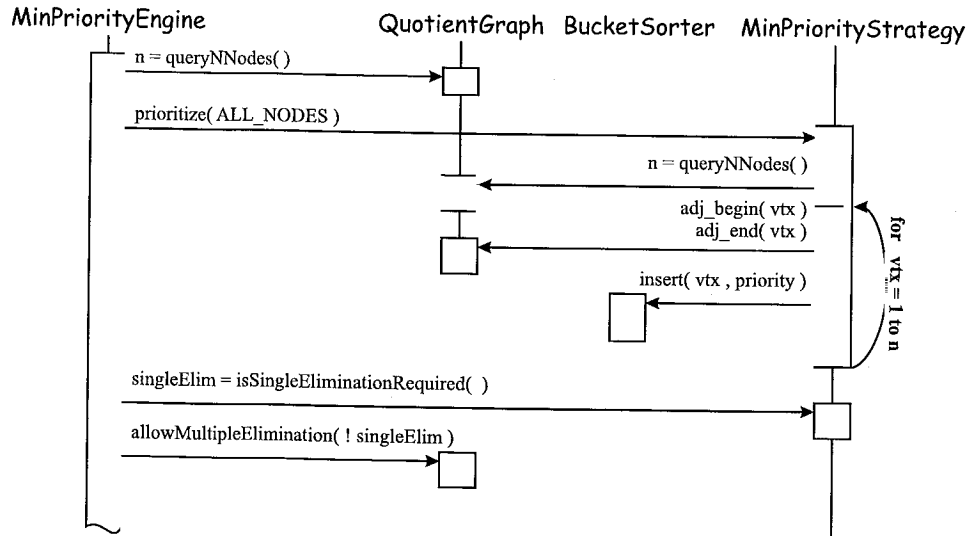 MinPriorityEngine QuotientGraph BucketSorter MinPriorityStrategy
n = queryNNodes( )
prioritize( ALL_NODES )
n = queryNNodes( )
adj_begin( vtx )
adj_end( vtx )
insert( vtx , priority )
for vtx = 1 to n
singleElim = isSingleEliminationRequired( )
allowMultipleElimination( ! singleElim )